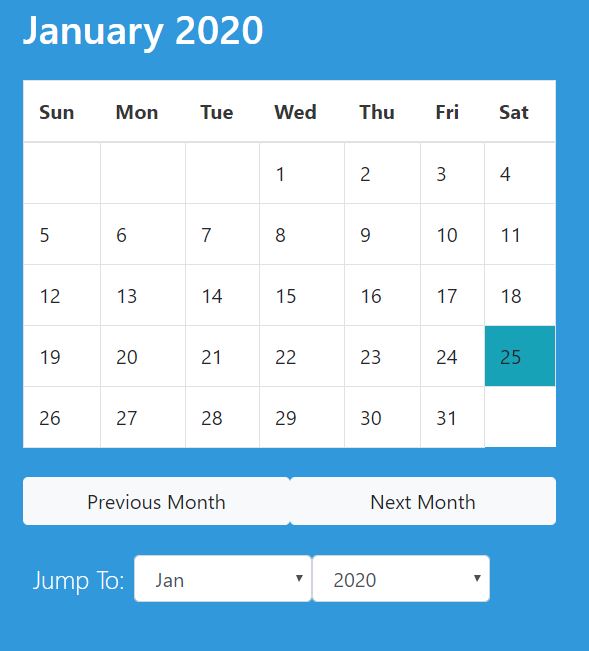 January 2020
Sun Mon Tue Wed Thu Fri Sat
1 2 3 4
5 6 7 8 9 10 11
12 13 14 15 16 17 18
19 20 21 22 23 24 25
26 27 28 29 30 31
Previous Month Next Month
Jump To: Jan 2020